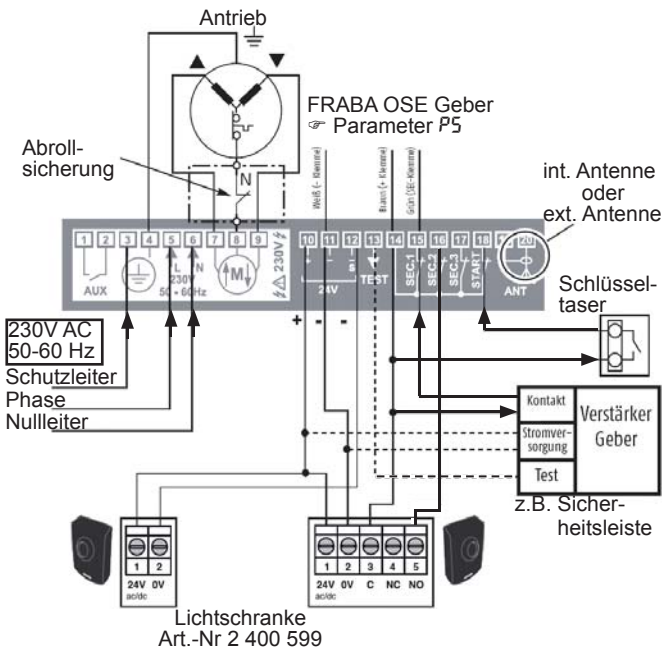 Antrieb
FRABA OSE Geber
☞ Parameter P5
Abroll-
sicherung
N
Weiß (- Klemme)
Braun (+ Klemme)
Grün (SEK-Klemme)
int. Antenne
oder
ext. Antenne
1 2 3 4 5 6 7 8 9
10 11 12 13 14 15 16 17 18 20
AUX
L N
230V
50 - 60Hz
M
230V
+ -
24V
TEST
SEC.1
SEC.2
SEC.3
START
ANT
Schlüssel-
taser
+ - -
230V AC
50-60 Hz
Schutzleiter
Phase
Nullleiter
Kontakt
Stromver-
sorgung
Test
Verstärker
Geber
z.B. Sicher-
heitsleiste
1 2
24V 0V
ac/dc
1 2 3 4 5
24V 0V C NC NO
ac/dc
Lichtschranke
Art.-Nr 2 400 599